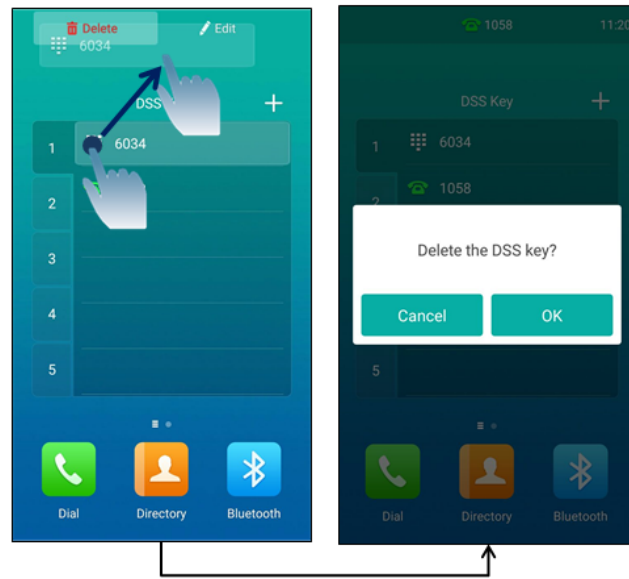 Delete
Edit
6034
DSS
6034
1
2
3
4
5
Dial
Directory
Bluetooth
1058
11:20
DSS Key
1
6034
2
1058
Delete the DSS key?
Cancel
OK
5
Dial
Directory
Bluetooth